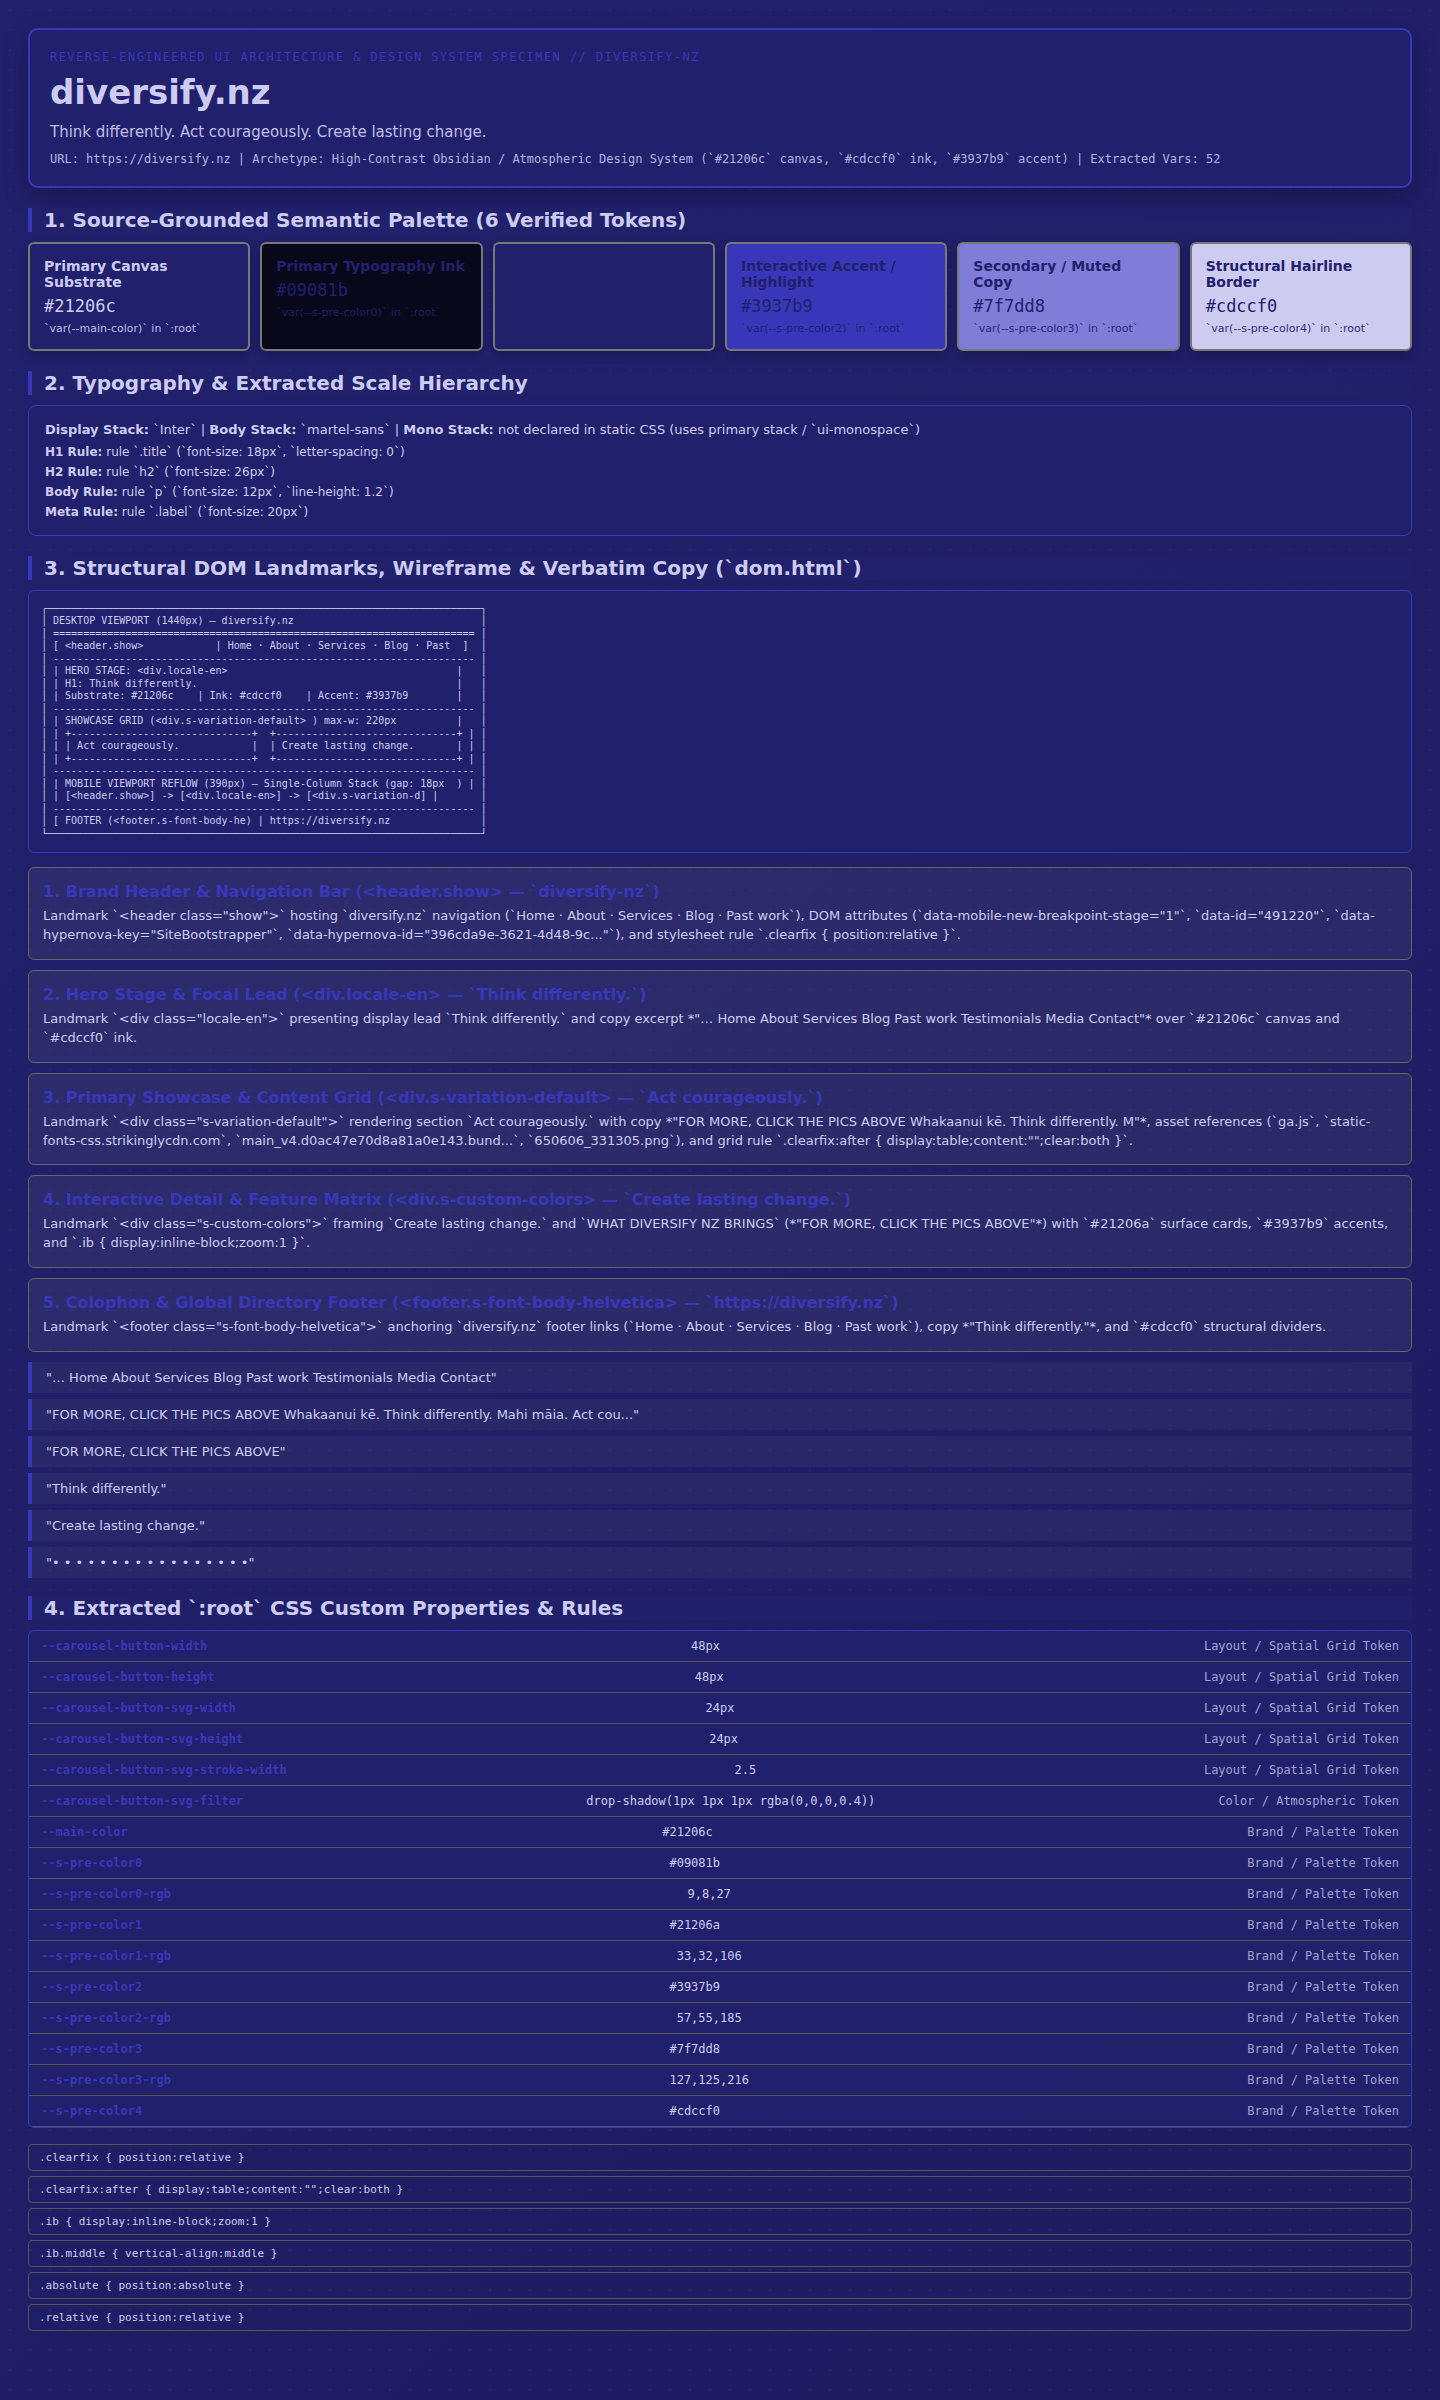 REVERSE-ENGINEERED UI ARCHITECTURE & DESIGN SYSTEM SPECIMEN // DIVERSIFY-NZ
diversify.nz
Think differently. Act courageously. Create lasting change.
URL: https://diversify.nz | Archetype: High-Contrast Obsidian / Atmospheric Design System (`#21206c` canvas, `#cdccf0` ink, `#3937b9` accent) | Extracted Vars: 52
1. Source-Grounded Semantic Palette (6 Verified Tokens)
Primary Canvas
Substrate
#21206c
`var(--main-color)` in `:root`
Primary Typography Ink
#09081b
`var(--s-pre-color0)` in `:root`
Interactive Accent /
Highlight
#3937b9
`var(--s-pre-color2)` in `:root`
Secondary / Muted
Copy
#7f7dd8
`var(--s-pre-color3)` in `:root`
Structural Hairline
Border
#cdccf0
`var(--s-pre-color4)` in `:root`
2. Typography & Extracted Scale Hierarchy
Display Stack: `Inter` | Body Stack: `martel-sans` | Mono Stack: not declared in static CSS (uses primary stack / `ui-monospace`)
H1 Rule: rule `.title` (`font-size: 18px`, `letter-spacing: 0`)
H2 Rule: rule `h2` (`font-size: 26px`)
Body Rule: rule `p` (`font-size: 12px`, `line-height: 1.2`)
Meta Rule: rule `.label` (`font-size: 20px`)
3. Structural DOM Landmarks, Wireframe & Verbatim Copy (`dom.html`)
DESKTOP VIEWPORT (1440px) — diversify.nz
======================================================================
[ <header.show> | Home · About · Services · Blog · Past ]
----------------------------------------------------------------------
| HERO STAGE: <div.locale-en> |
| H1: Think differently. |
| Substrate: #21206c | Ink: #cdccf0 | Accent: #3937b9 |
----------------------------------------------------------------------
| SHOWCASE GRID (<div.s-variation-default> ) max-w: 220px |
| +------------------------------+ +------------------------------+ |
| | Act courageously. | | Create lasting change. | |
| +------------------------------+ +------------------------------+ |
----------------------------------------------------------------------
| MOBILE VIEWPORT REFLOW (390px) — Single-Column Stack (gap: 18px ) |
| [<header.show>] -> [<div.locale-en>] -> [<div.s-variation-d] |
----------------------------------------------------------------------
[ FOOTER (<footer.s-font-body-he) | https://diversify.nz
1. Brand Header & Navigation Bar (<header.show> — `diversify-nz`)
Landmark `<header class="show">` hosting `diversify.nz` navigation (`Home · About · Services · Blog · Past work`), DOM attributes (`data-mobile-new-breakpoint-stage="1"`, `data-id="491220"`, `data-
hypernova-key="SiteBootstrapper"`, `data-hypernova-id="396cda9e-3621-4d48-9c..."`), and stylesheet rule `.clearfix { position:relative }`.
2. Hero Stage & Focal Lead (<div.locale-en> — `Think differently.`)
Landmark `<div class="locale-en">` presenting display lead `Think differently.` and copy excerpt *"... Home About Services Blog Past work Testimonials Media Contact"* over `#21206c` canvas and
`#cdccf0` ink.
3. Primary Showcase & Content Grid (<div.s-variation-default> — `Act courageously.`)
Landmark `<div class="s-variation-default">` rendering section `Act courageously.` with copy *"FOR MORE, CLICK THE PICS ABOVE Whakaanui kē. Think differently. M"*, asset references (`ga.js`, `static-
fonts-css.strikinglycdn.com`, `main_v4.d0ac47e70d8a81a0e143.bund...`, `650606_331305.png`), and grid rule `.clearfix:after { display:table;content:"";clear:both }`.
4. Interactive Detail & Feature Matrix (<div.s-custom-colors> — `Create lasting change.`)
Landmark `<div class="s-custom-colors">` framing `Create lasting change.` and `WHAT DIVERSIFY NZ BRINGS` (*"FOR MORE, CLICK THE PICS ABOVE"*) with `#21206a` surface cards, `#3937b9` accents,
and `.ib { display:inline-block;zoom:1 }`.
5. Colophon & Global Directory Footer (<footer.s-font-body-helvetica> — `https://diversify.nz`)
Landmark `<footer class="s-font-body-helvetica">` anchoring `diversify.nz` footer links (`Home · About · Services · Blog · Past work`), copy *"Think differently."*, and `#cdccf0` structural dividers.
"... Home About Services Blog Past work Testimonials Media Contact"
"FOR MORE, CLICK THE PICS ABOVE Whakaanui kē. Think differently. Mahi māia. Act cou..."
"FOR MORE, CLICK THE PICS ABOVE"
"Think differently."
"Create lasting change."
"• • • • • • • • • • • • • • • • •"
4. Extracted `:root` CSS Custom Properties & Rules
--carousel-button-width 48px Layout / Spatial Grid Token
--carousel-button-height 48px Layout / Spatial Grid Token
--carousel-button-svg-width 24px Layout / Spatial Grid Token
--carousel-button-svg-height 24px Layout / Spatial Grid Token
--carousel-button-svg-stroke-width 2.5 Layout / Spatial Grid Token
--carousel-button-svg-filter drop-shadow(1px 1px 1px rgba(0,0,0,0.4)) Color / Atmospheric Token
--main-color #21206c Brand / Palette Token
--s-pre-color0 #09081b Brand / Palette Token
--s-pre-color0-rgb 9,8,27 Brand / Palette Token
--s-pre-color1 #21206a Brand / Palette Token
--s-pre-color1-rgb 33,32,106 Brand / Palette Token
--s-pre-color2 #3937b9 Brand / Palette Token
--s-pre-color2-rgb 57,55,185 Brand / Palette Token
--s-pre-color3 #7f7dd8 Brand / Palette Token
--s-pre-color3-rgb 127,125,216 Brand / Palette Token
--s-pre-color4 #cdccf0 Brand / Palette Token
.clearfix { position:relative }
.clearfix:after { display:table;content:"";clear:both }
.ib { display:inline-block;zoom:1 }
.ib.middle { vertical-align:middle }
.absolute { position:absolute }
.relative { position:relative }